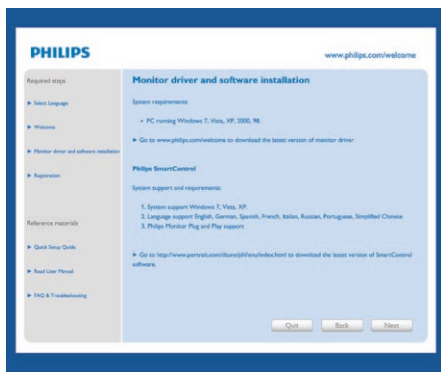 PHILIPS
www.philips.com/welcome
Required steps
Select Language
Welcome
Monitor driver and software installation
Registration
Reference materials
Quick Setup Guide
Read User Manual
FAQ & Troubleshooting
Monitor driver and software installation
System requirements:
• PC running Windows 7, Vista, XP, 2000, 98.
Go to www.philips.com/welcome to download the latest version of monitor driver
Philips SmartControl
System support and requirements:
1. System support Windows 7, Vista, XP.
2. Language support English, German, Spanish, French, Italian, Russian, Portuguese, Simplified Chinese
3. Philips Monitor Plug and Play support
Go to http://www.portrait.com/dtune/phl/enu/index.html to download the latest version of SmartControl
software.
Quit
Back
Next